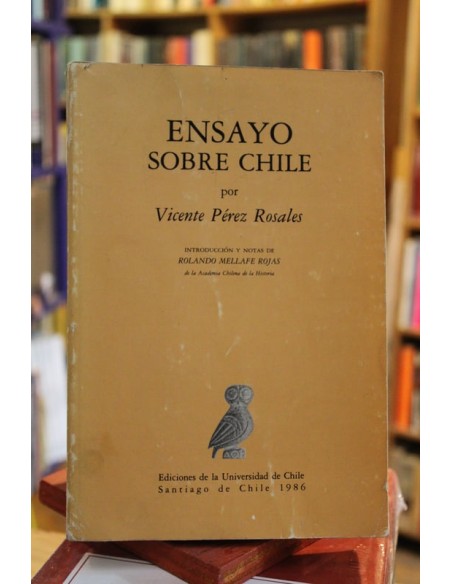 ENSAYO
SOBRE CHILE
por
Vicente Pérez Rosales
INTRODUCCIÓN Y NOTAS DE
ROLANDO MELLAFE ROJAS
de la Academia Chilena de la Historia
Ediciones de la Universidad de Chile
Santiago de Chile 1986